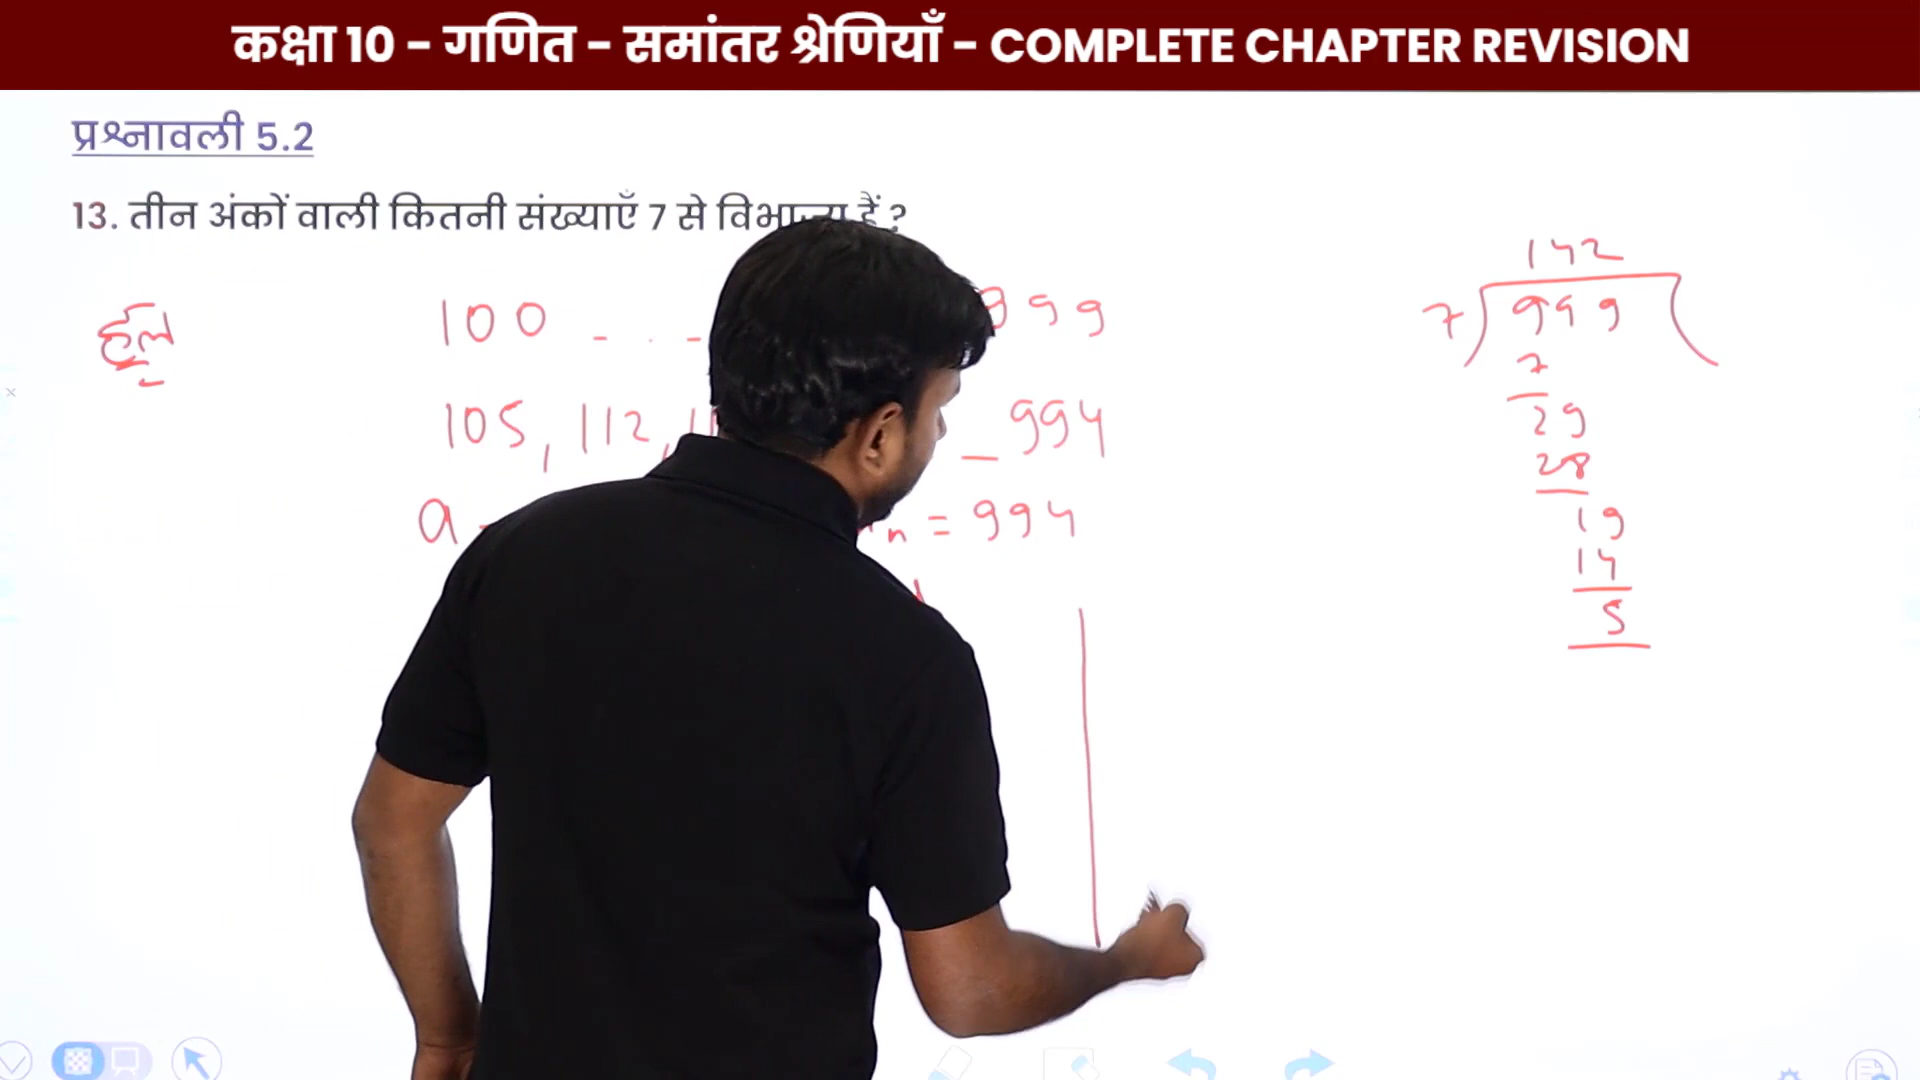 कक्षा 10 - गणित - समांतर श्रेणियाँ - COMPLETE CHAPTER REVISION
प्रश्नावली 5.2
13. तीन अंकों वाली कितनी संख्याएँ 7 से विभाज्य हैं ?
हल
100 - . . - 999
105, 112, 11 _ 994
a - n = 994
142
7 ) 999 (
7
29
28
19
14
5